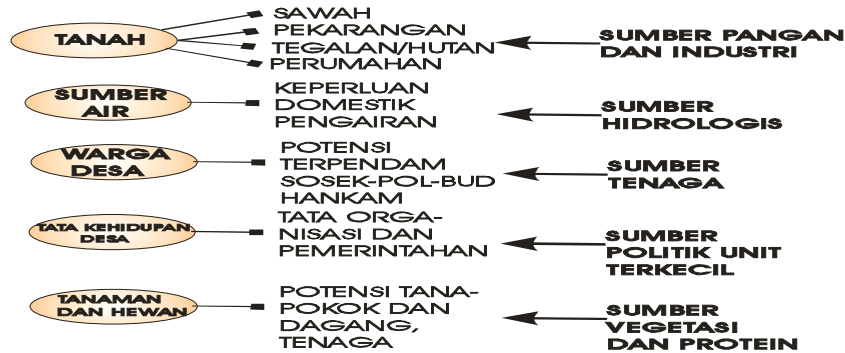 TANAH
SAWAH
PEKARANGAN
TEGALAN/HUTAN
PERUMAHAN
SUMBER PANGAN
DAN INDUSTRI
SUMBER
AIR
KEPERLUAN
DOMESTIK
PENGAIRAN
SUMBER
HIDROLOGIS
WARGA
DESA
POTENSI
TERPENDAM
SOSEK-POL-BUD
HANKAM
SUMBER
TENAGA
TATA KEHIDUPAN
DESA
TATA ORGA-
NISASI DAN
PEMERINTAHAN
SUMBER
POLITIK UNIT
TERKECIL
TANAMAN
DAN HEWAN
POTENSI TANA-
POKOK DAN
DAGANG,
TENAGA
SUMBER
VEGETASI
DAN PROTEIN